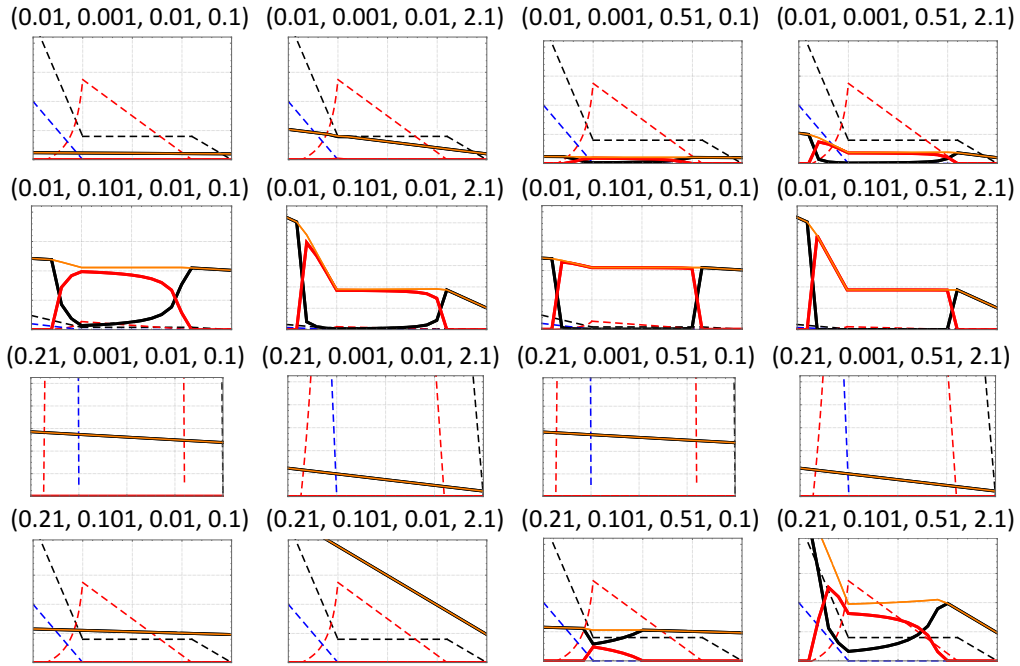 (0.01, 0.001, 0.01, 0.1) (0.01, 0.001, 0.01, 2.1) (0.01, 0.001, 0.51, 0.1) (0.01, 0.001, 0.51, 2.1)
(0.01, 0.101, 0.01, 0.1) (0.01, 0.101, 0.01, 2.1) (0.01, 0.101, 0.51, 0.1) (0.01, 0.101, 0.51, 2.1)
(0.21, 0.001, 0.01, 0.1) (0.21, 0.001, 0.01, 2.1) (0.21, 0.001, 0.51, 0.1) (0.21, 0.001, 0.51, 2.1)
(0.21, 0.101, 0.01, 0.1) (0.21, 0.101, 0.01, 2.1) (0.21, 0.101, 0.51, 0.1) (0.21, 0.101, 0.51, 2.1)